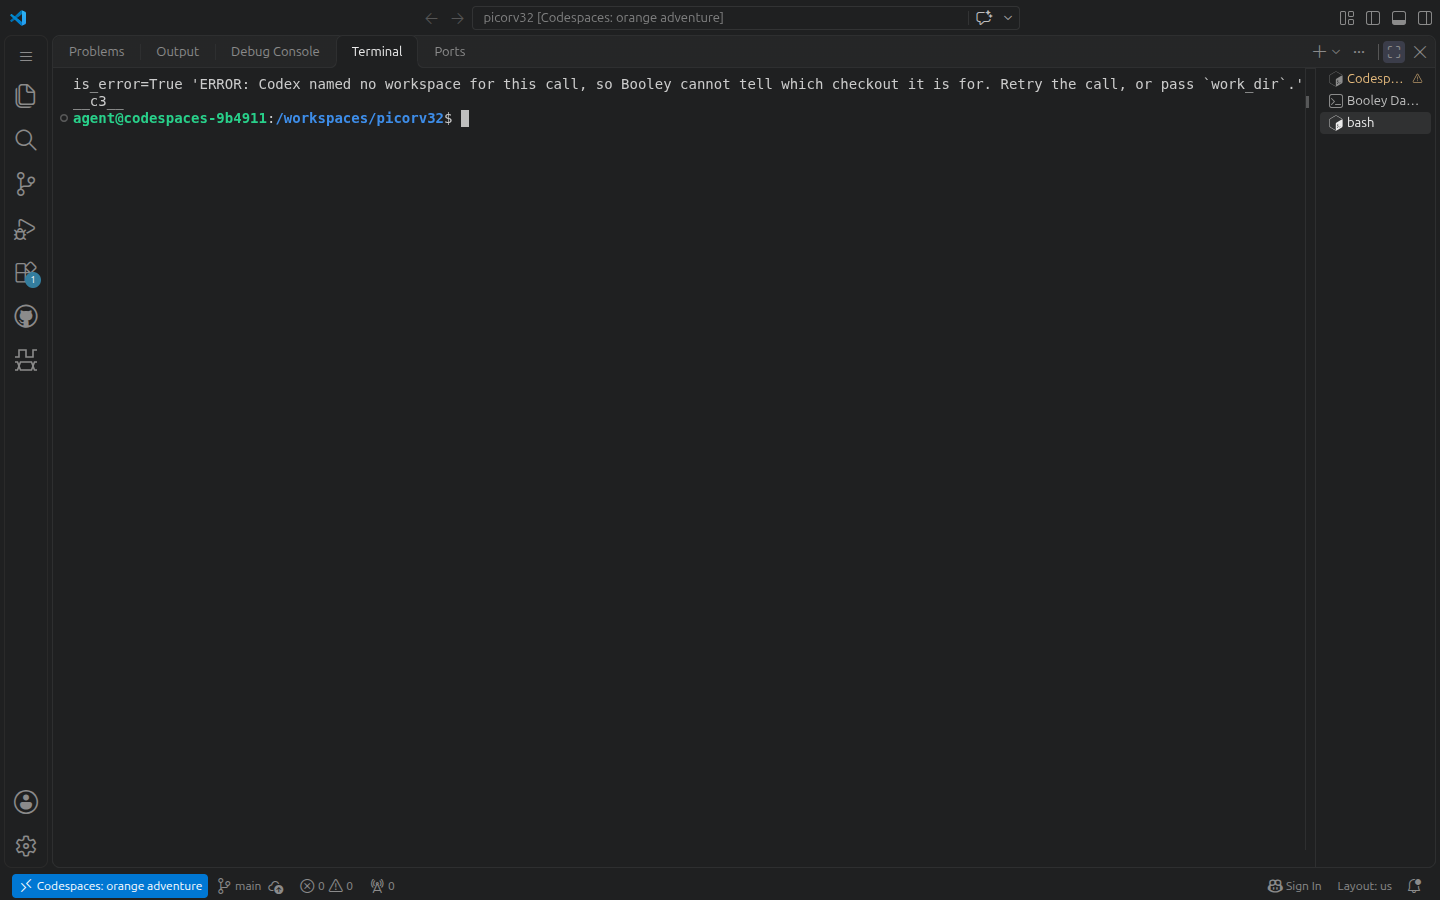 picorv32 [Codespaces: orange adventure]
Problems
Output
Debug Console
Terminal
Ports
is_error=True 'ERROR: Codex named no workspace for this call, so Booley cannot tell which checkout it is for. Retry the call, or pass `work_dir`.'
__c3__
agent@codespaces-9b4911:/workspaces/picorv32$
Codesp...
Booley Da...
bash
1
Codespaces: orange adventure
main
0
0
0
Sign In
Layout: us